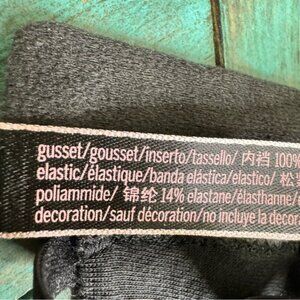 gusset/gousset/inserto/tassello/ 内裆 100%
elastic/élastique/banda elástica/elastico/ 松
poliammide/ 锦纶 14% elastane/élasthanne/
decoration/sauf décoration/no incluye la decor